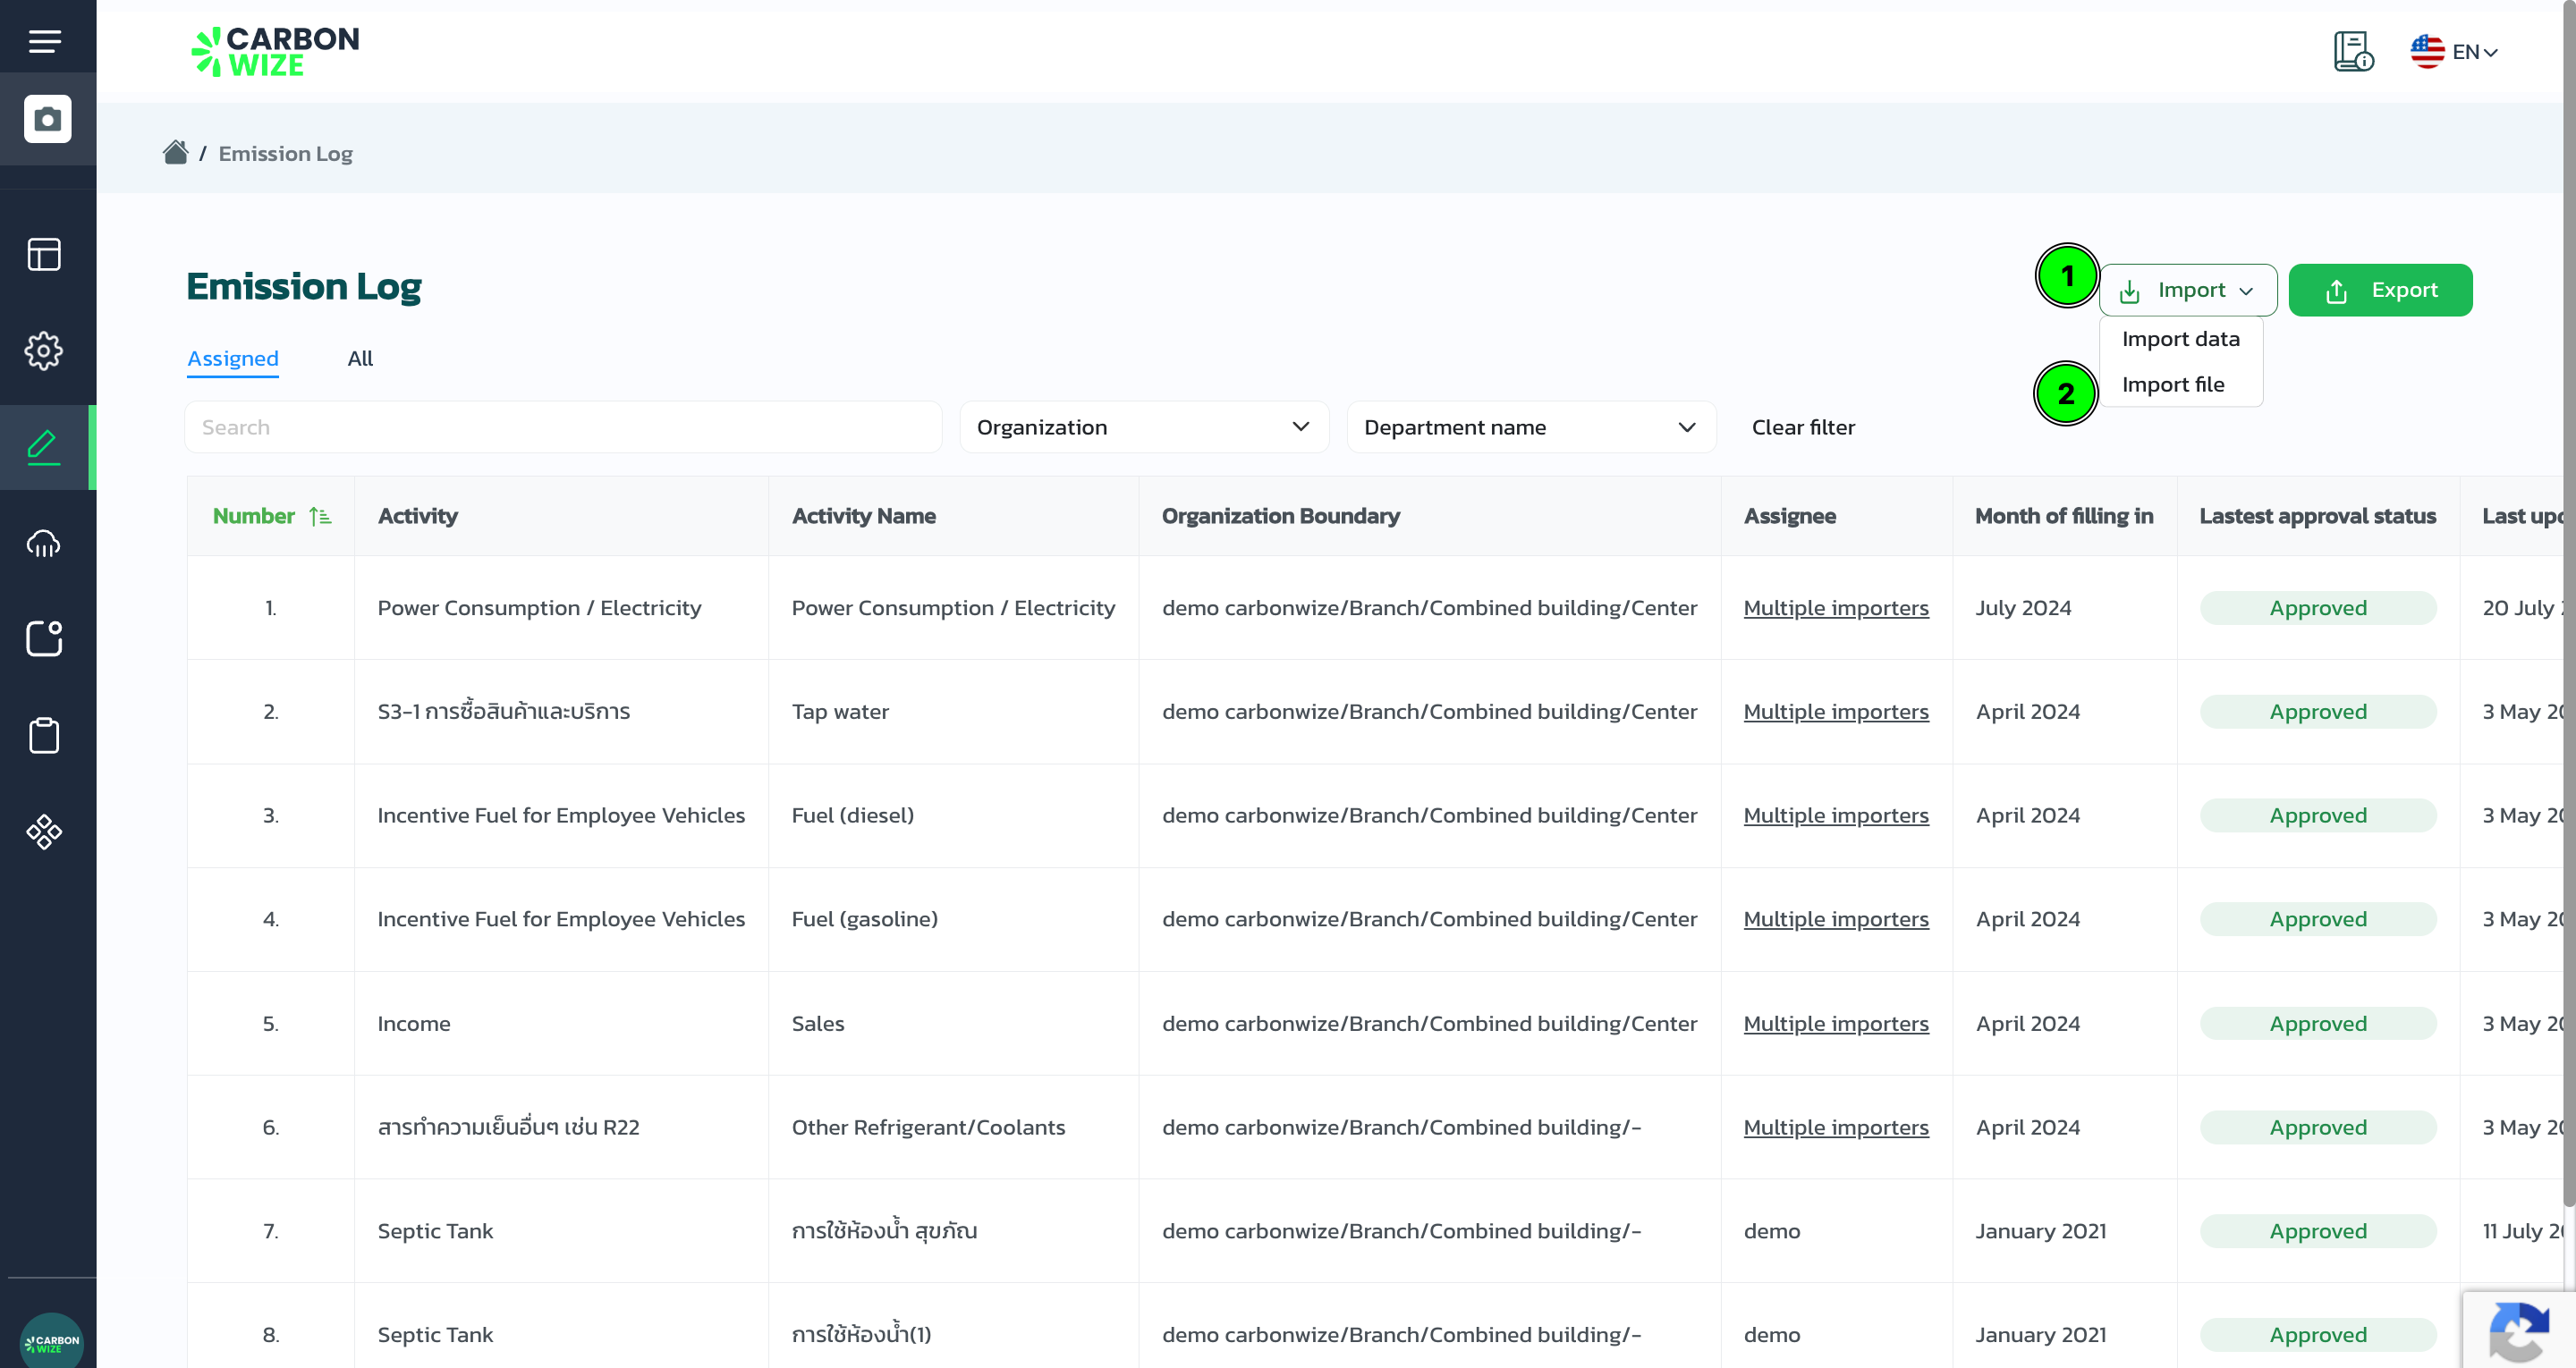 CARBON
WIZE
EN
/ Emission Log
Emission Log
1
Import
Export
Import data
Import file
2
Assigned
All
Search
Organization
Department name
Clear filter
Number
Activity
Activity Name
Organization Boundary
Assignee
Month of filling in
Lastest approval status
Last upd
1.
Power Consumption / Electricity
Power Consumption / Electricity
demo carbonwize/Branch/Combined building/Center
Multiple importers
July 2024
Approved
20 July
2.
S3-1 การซื้อสินค้าและบริการ
Tap water
demo carbonwize/Branch/Combined building/Center
Multiple importers
April 2024
Approved
3 May 20
3.
Incentive Fuel for Employee Vehicles
Fuel (diesel)
demo carbonwize/Branch/Combined building/Center
Multiple importers
April 2024
Approved
3 May 20
4.
Incentive Fuel for Employee Vehicles
Fuel (gasoline)
demo carbonwize/Branch/Combined building/Center
Multiple importers
April 2024
Approved
3 May 20
5.
Income
Sales
demo carbonwize/Branch/Combined building/Center
Multiple importers
April 2024
Approved
3 May 20
6.
สารทำความเย็นอื่นๆ เช่น R22
Other Refrigerant/Coolants
demo carbonwize/Branch/Combined building/-
Multiple importers
April 2024
Approved
3 May 20
7.
Septic Tank
การใช้ห้องน้ำ สุขภัณ
demo carbonwize/Branch/Combined building/-
demo
January 2021
Approved
11 July 20
8.
Septic Tank
การใช้ห้องน้ำ(1)
demo carbonwize/Branch/Combined building/-
demo
January 2021
Approved
CARBON
WIZE